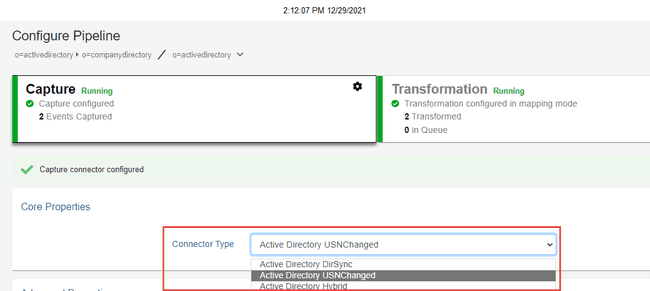 2:12:07 PM 12/29/2021
Configure Pipeline
o=activedirectory o=companydirectory / o=activedirectory
Capture Running
Capture configured
2 Events Captured
Transformation Running
Transformation configured in mapping mode
2 Transformed
0 in Queue
Capture connector configured
Core Properties
Connector Type Active Directory USNChanged
Active Directory DirSync
Active Directory USNChanged
Active Directory Hybrid